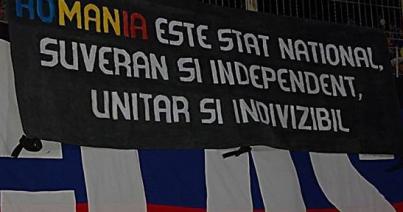 ROMANIA ESTE STAT NATIONAL,
SUVERAN SI INDEPENDENT,
UNITAR SI INDIVIZIBIL